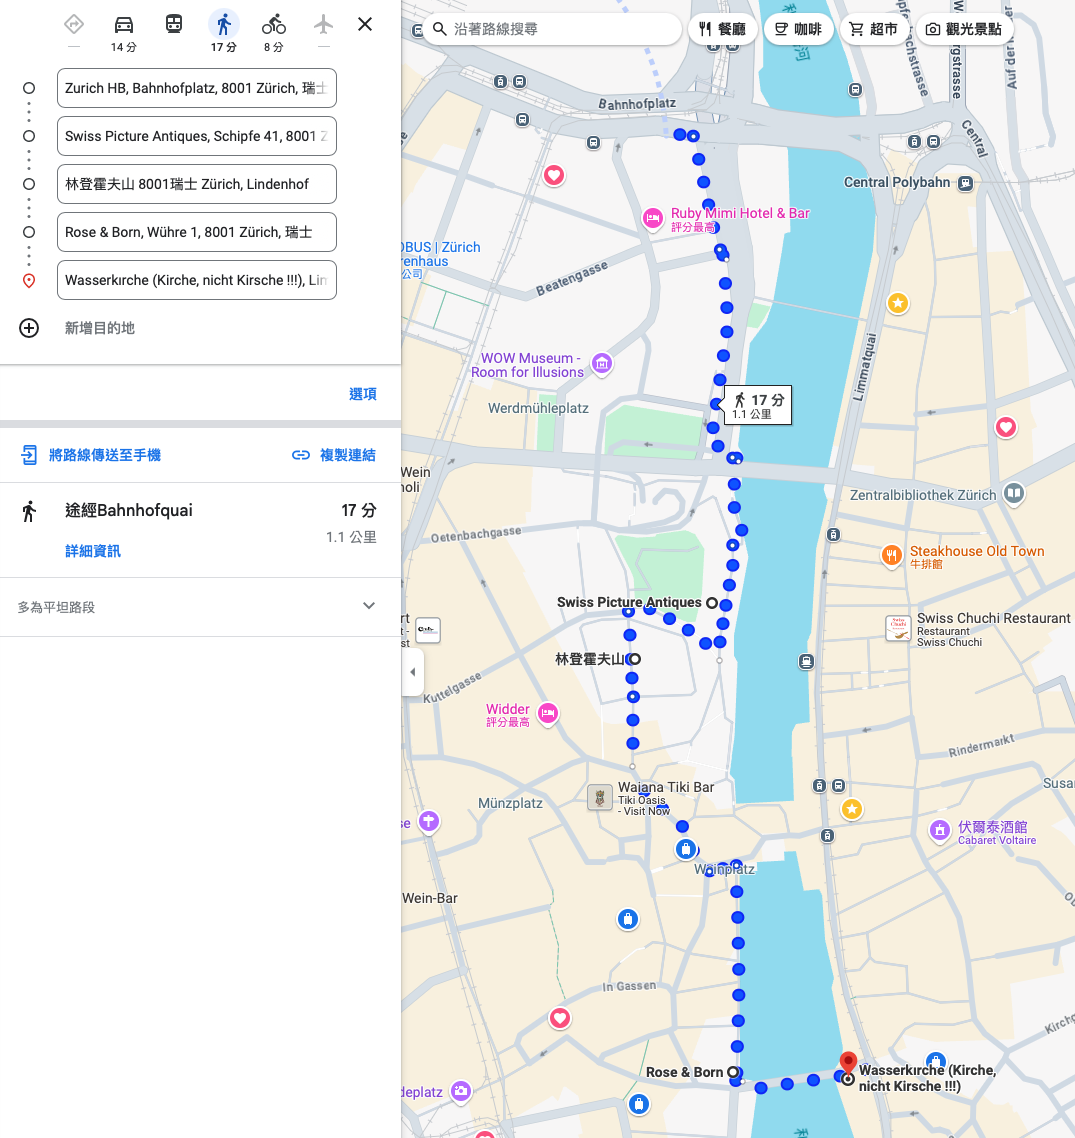 14 分
17 分
8 分
Zurich HB, Bahnhofplatz, 8001 Zürich, 瑞士
Swiss Picture Antiques, Schipfe 41, 8001 Z
林登霍夫山 8001瑞士 Zürich, Lindenhof
Rose & Born, Wühre 1, 8001 Zürich, 瑞士
Wasserkırche (Kirche, nicht Kirsche !!!), Lim
新增目的地
選項
將路線傳送至手機
複製連結
途經Bahnhofquai
17 分
1.1 公里
詳細資訊
多為平坦路段
沿著路線搜尋
餐廳
咖啡
超市
觀光景點
河
Auf der
Bahnhofplatz
Central
Central Polybahn
Ruby Mimi Hotel & Bar
評分最高
OBUS | Zürich
renhaus
公司
Beatengasse
WOW Museum -
Room for Illusions
Limmatquai
Werdmühleplatz
17 分
1.1 公里
Wein
noli
Zentralbibliothek Zürich
Oetenbachgasse
Steakhouse Old Town
牛排館
Swiss Picture Antiques
Swiss Chuchi Restaurant
Restaurant
Swiss Chuchi
林登霍夫山
Kuttelgasse
Widder
評分最高
Rindermarkt
Waiana Tiki Bar
Tiki Oasis
- Visit Now
Münzplatz
伏爾泰酒館
Cabaret Voltaire
Weinplatz
Wein-Bar
In Gassen
Kirchg
Rose & Born
Wasserkırche (Kirche,
nicht Kirsche !!!)
deplatz